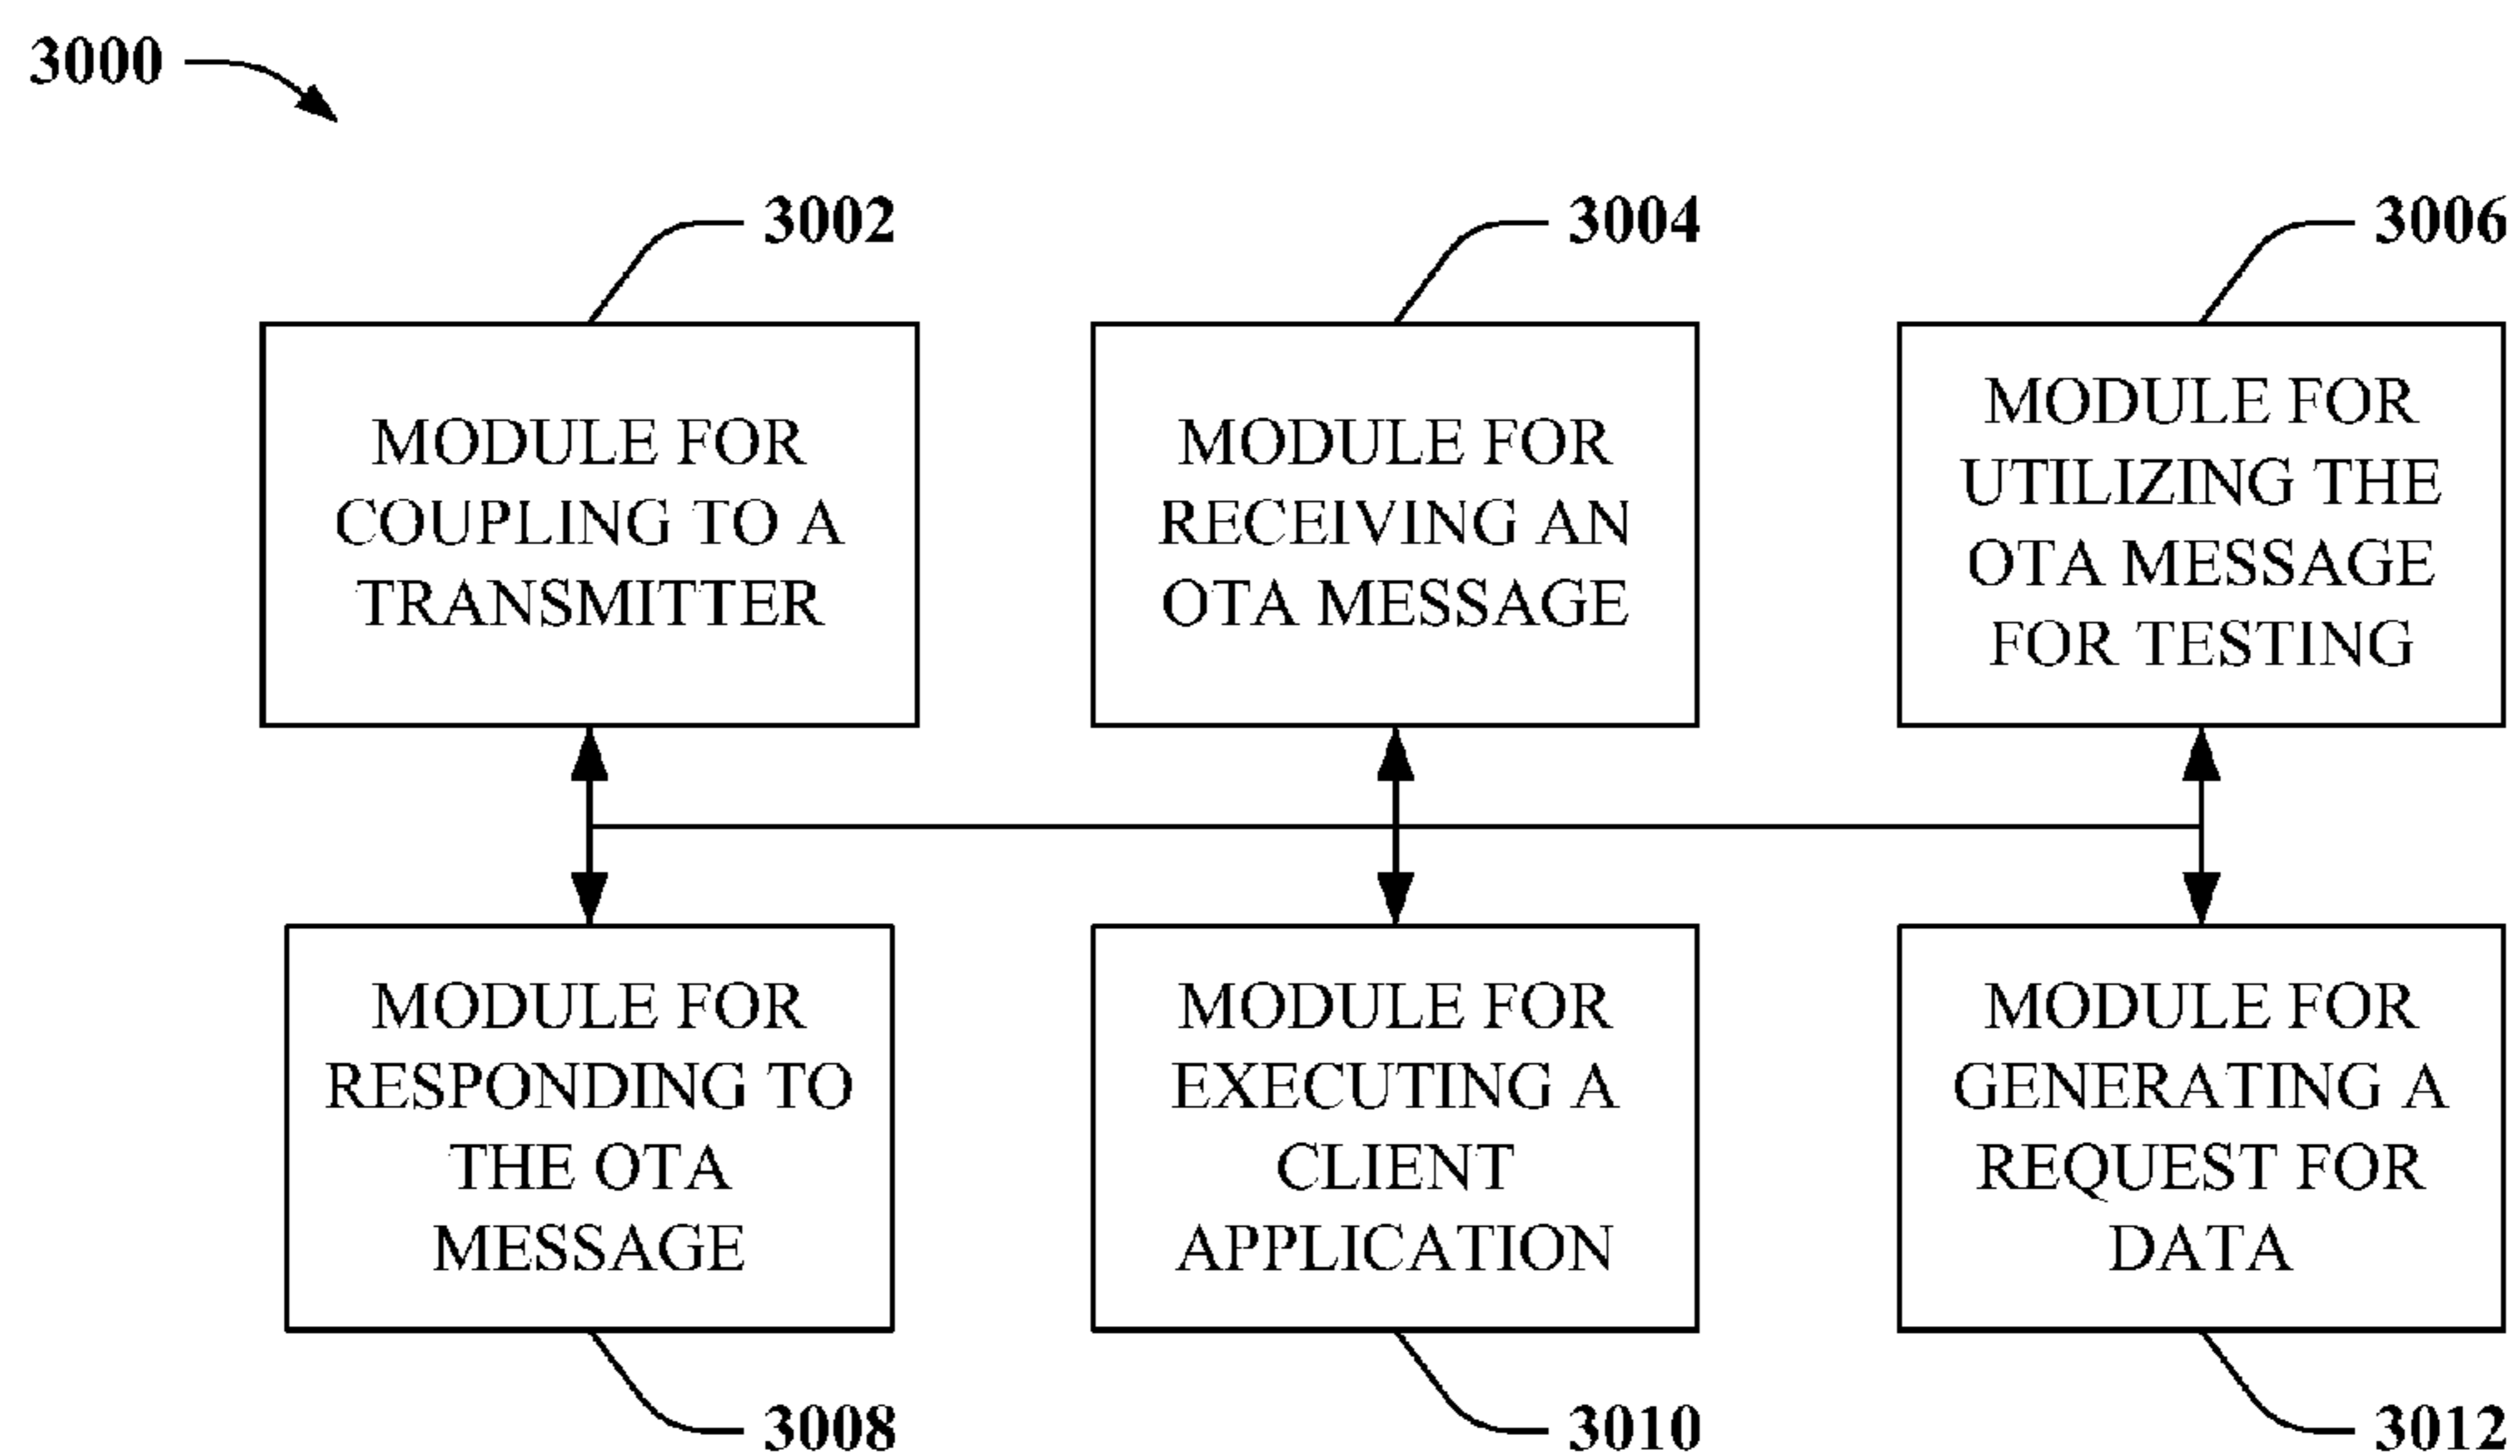 3000
3002
3004
3006
MODULE FOR
COUPLING TO A
TRANSMITTER
MODULE FOR
RECEIVING AN
OTA MESSAGE
MODULE FOR
UTILIZING THE
OTA MESSAGE
FOR TESTING
MODULE FOR
RESPONDING TO
THE OTA
MESSAGE
MODULE FOR
EXECUTING A
CLIENT
APPLICATION
MODULE FOR
GENERATING A
REQUEST FOR
DATA
3008
3010
3012